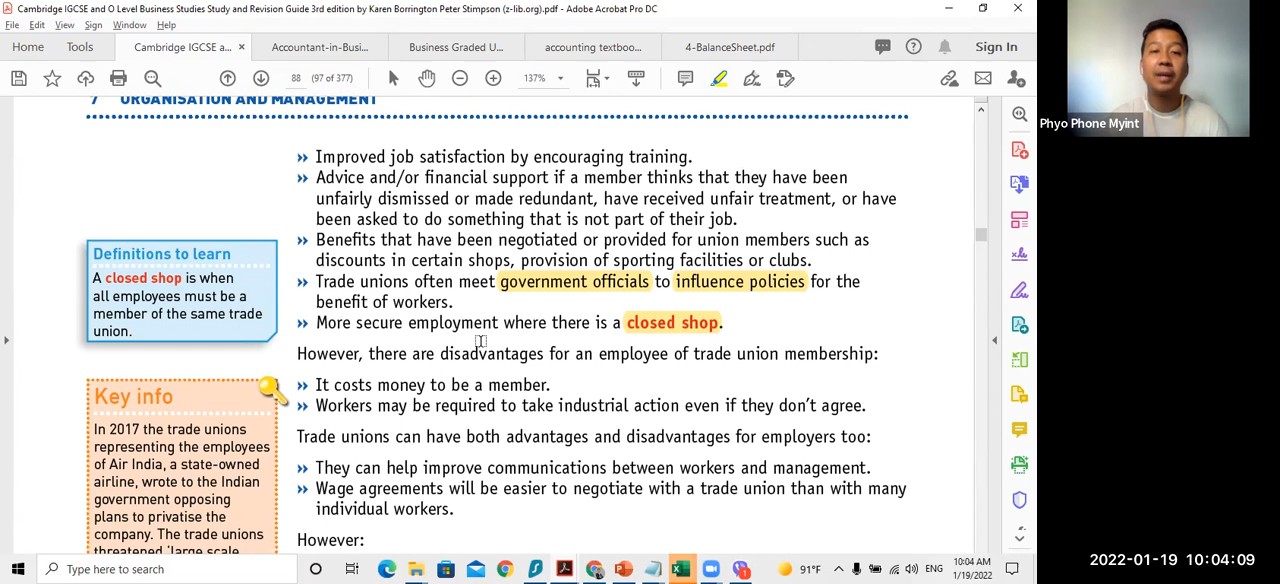 Cambridge IGCSE and O Level Business Studies Study and Revision Guide 3rd edition by Karen Borrington Peter Stimpson (z-lib.org).pdf - Adobe Acrobat Pro DC
File Edit View Sign Window Help
Home Tools Cambridge IGCSE a... Accountant-in-Busi... Business Graded U... accounting textboo... 4-BalanceSheet.pdf Sign In
88 (97 of 377) 137%
7 ORGANISATION AND MANAGEMENT
Improved job satisfaction by encouraging training.
Advice and/or financial support if a member thinks that they have been
unfairly dismissed or made redundant, have received unfair treatment, or have
been asked to do something that is not part of their job.
Benefits that have been negotiated or provided for union members such as
discounts in certain shops, provision of sporting facilities or clubs.
Trade unions often meet government officials to influence policies for the
benefit of workers.
More secure employment where there is a closed shop.
However, there are disadvantages for an employee of trade union membership:
It costs money to be a member.
Workers may be required to take industrial action even if they don't agree.
Trade unions can have both advantages and disadvantages for employers too:
They can help improve communications between workers and management.
Wage agreements will be easier to negotiate with a trade union than with many
individual workers.
However:
Definitions to learn
A closed shop is when
all employees must be a
member of the same trade
union.
Key info
In 2017 the trade unions
representing the employees
of Air India, a state-owned
airline, wrote to the Indian
government opposing
plans to privatise the
company. The trade unions
threatened 'large scale
Phyo Phone Myint
Type here to search
91°F ENG
10:04 AM
1/19/2022
2022-01-19 10:04:09